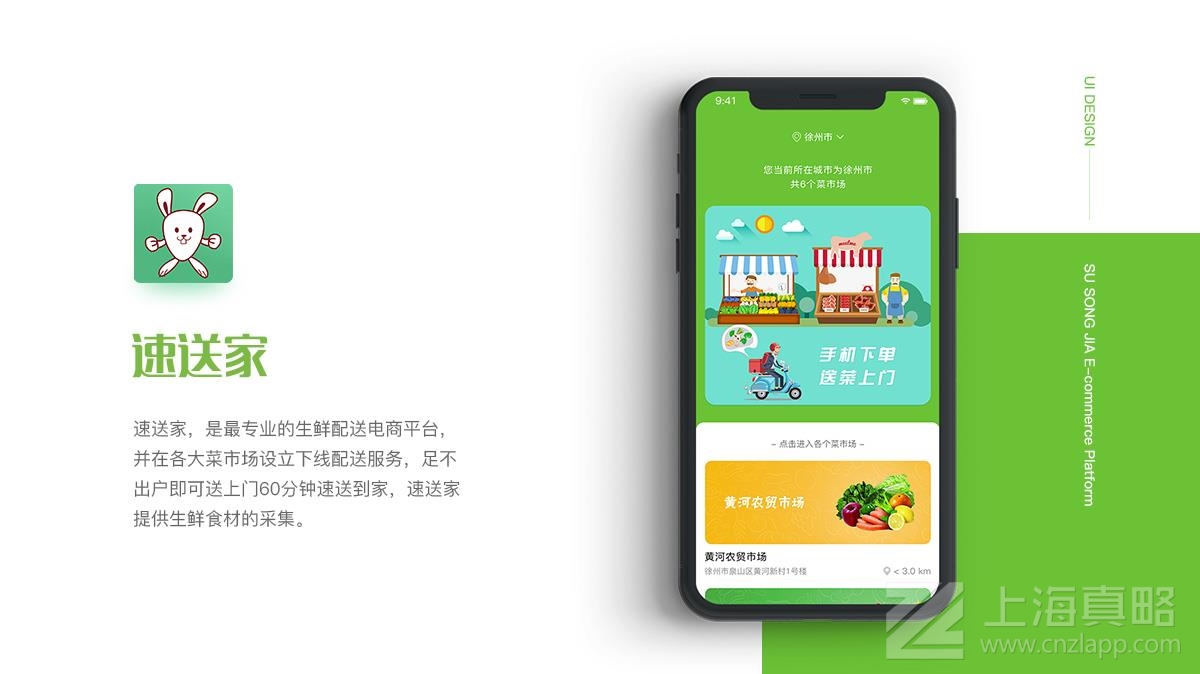 速送家
速送家，是最专业的生鲜配送电商平台，
并在各大菜市场设立下线配送服务，足不
出户即可送上门60分钟速送到家，速送家
提供生鲜食材的采集。
9:41
徐州市
您当前所在城市为徐州市
共6个菜市场
手机下单
送菜上门
– 点击进入各个菜市场 –
黄河农贸市场
黄河农贸市场
徐州市泉山区黄河新村1号楼
< 3.0 km
UI DESIGN
SU SONG JIA E-commerce Platform
上海真略
www.cnzlapp.com